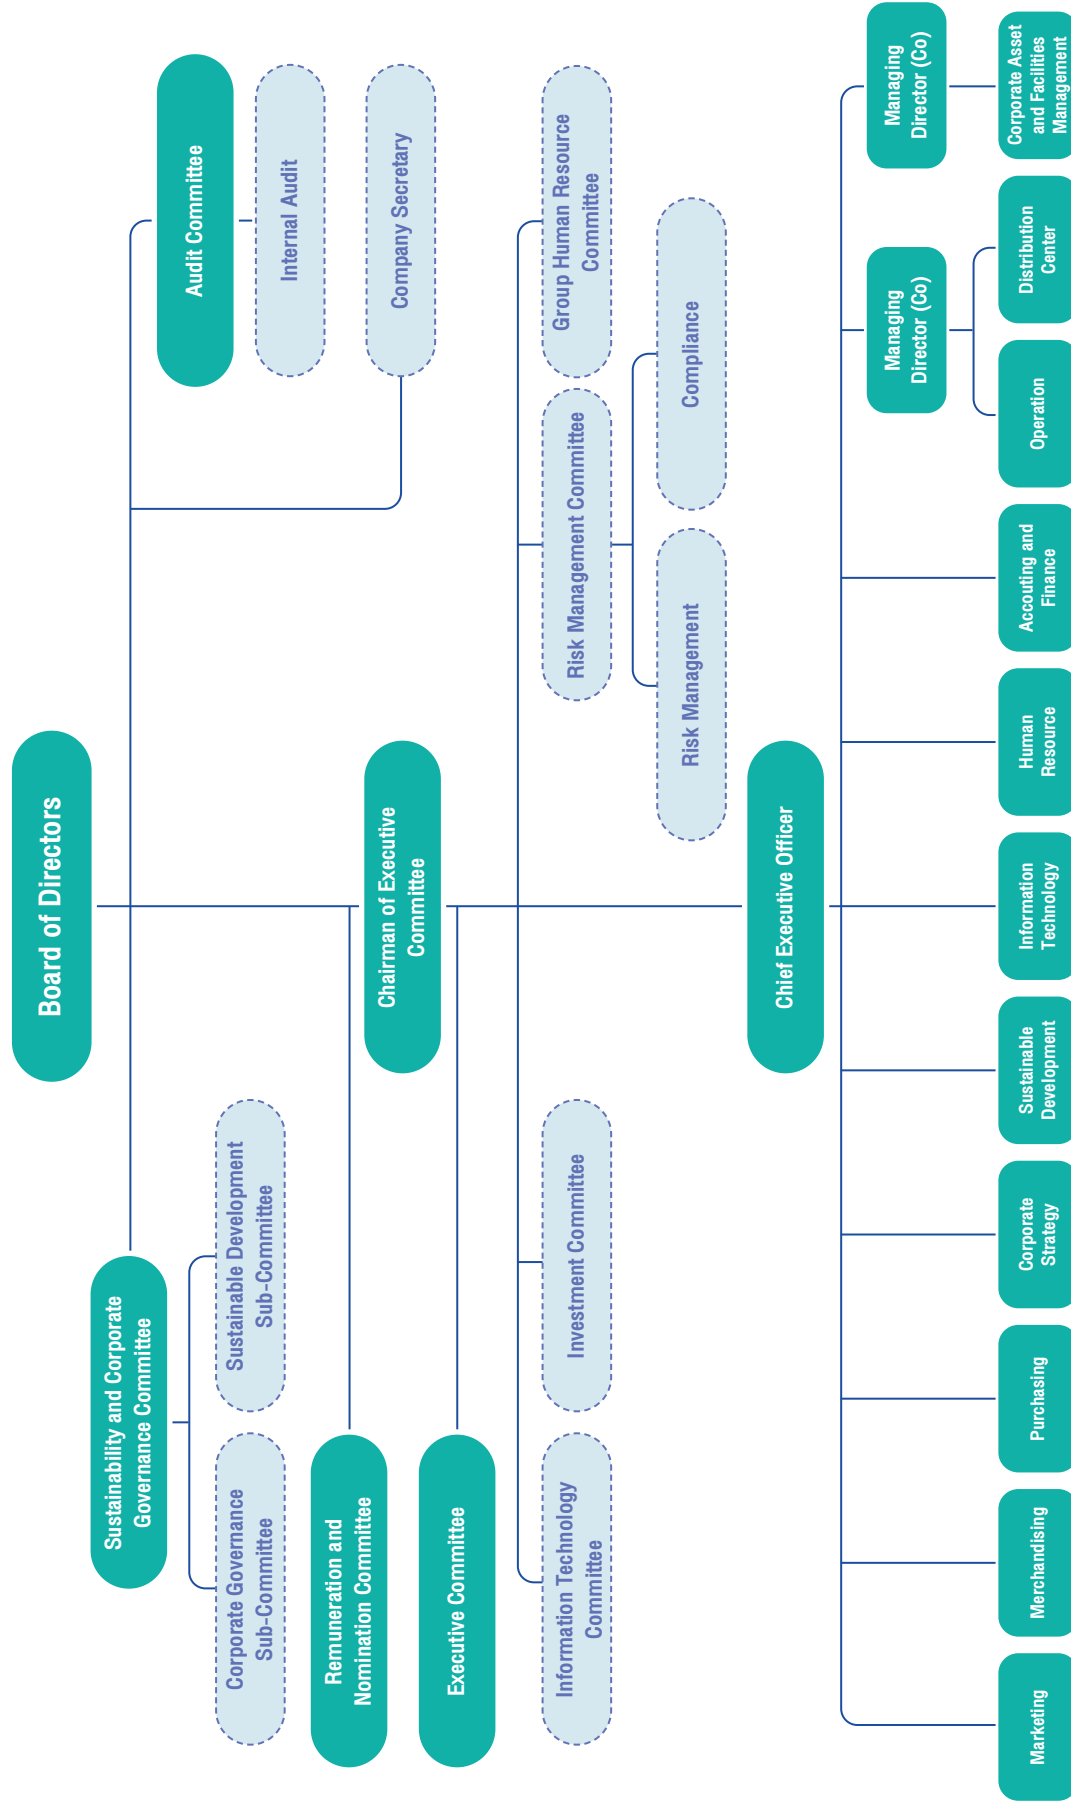 Board of Directors
Sustainability and Corporate
Governance Committee
Audit Committee
Corporate Governance
Sub-Committee
Sustainable Development
Sub-Committee
Internal Audit
Remuneration and
Nomination Committee
Chairman of Executive
Committee
Company Secretary
Executive Committee
Information Technology
Committee
Investment Committee
Risk Management Committee
Group Human Resource
Committee
Risk Management
Compliance
Chief Executive Officer
Managing
Director (Co)
Managing
Director (Co)
Marketing
Merchandising
Purchasing
Corporate
Strategy
Sustainable
Development
Information
Technology
Human
Resource
Accouting and
Finance
Operation
Distribution
Center
Corporate Asset
and Facilities
Management